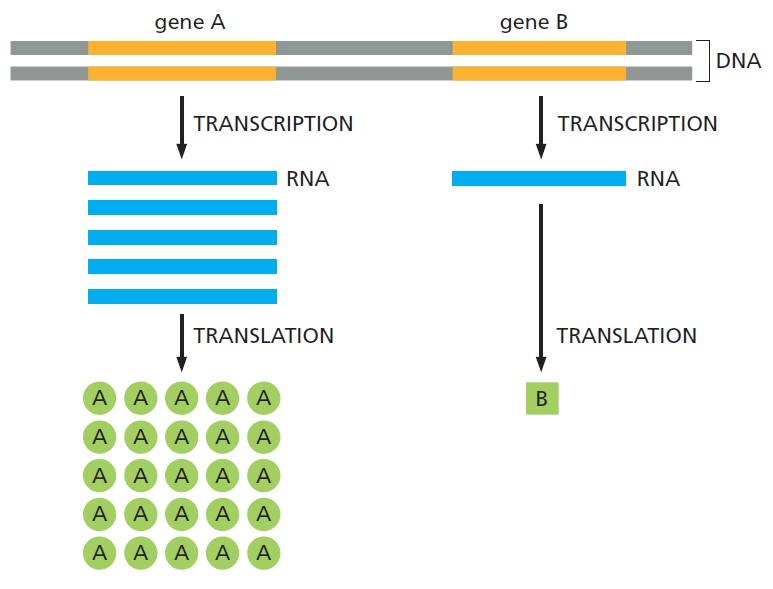 gene A gene B
DNA
TRANSCRIPTION TRANSCRIPTION
RNA RNA
TRANSLATION TRANSLATION
A A A A A B
A A A A A
A A A A A
A A A A A
A A A A A